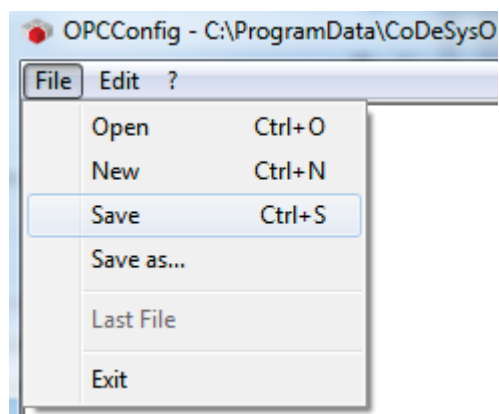 OPCConfig - C:\ProgramData\CoDeSysO
File Edit ?
Open Ctrl+O
New Ctrl+N
Save Ctrl+S
Save as...
Last File
Exit